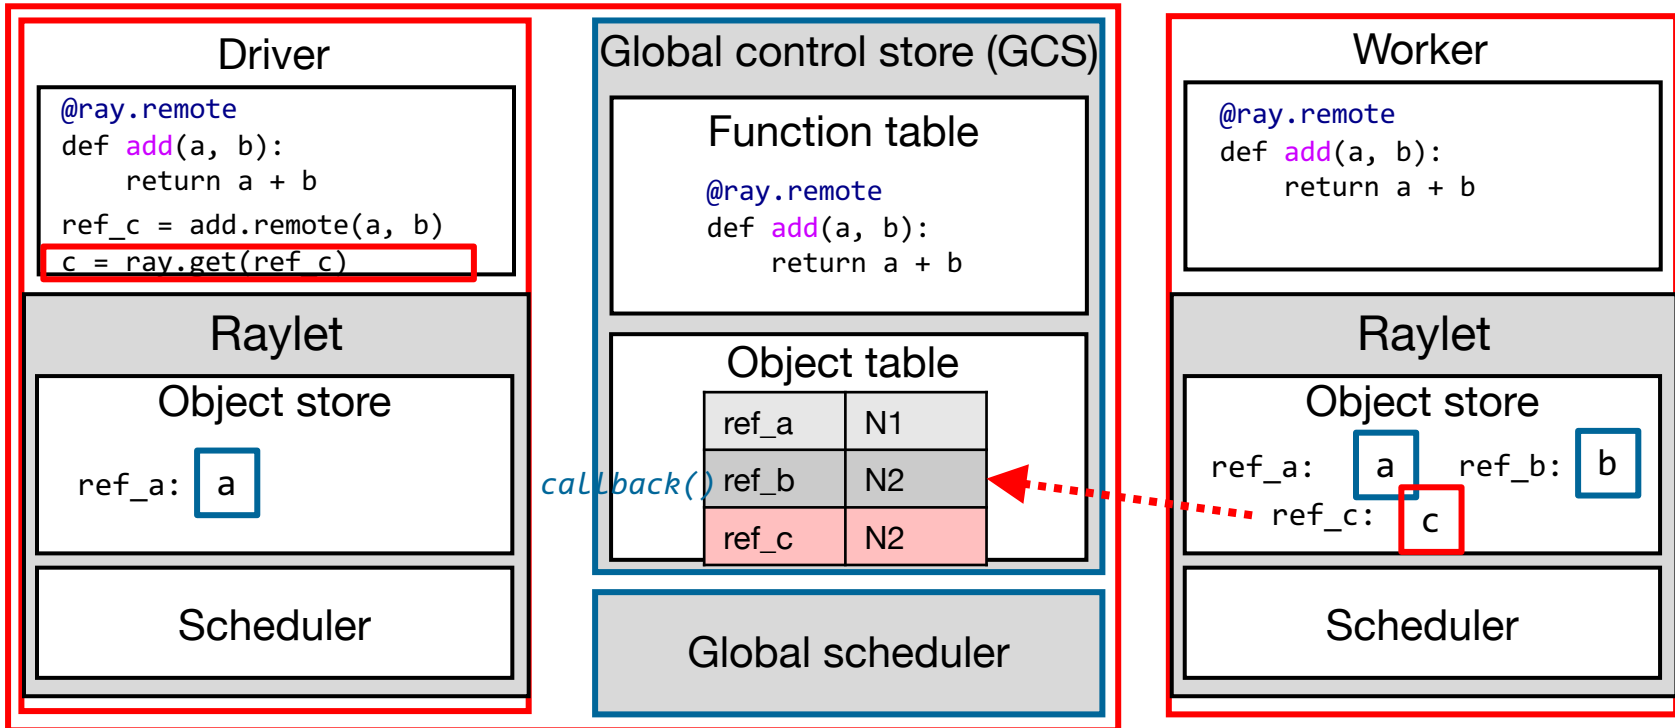 Driver
@ray.remote
def add(a, b):
    return a + b
ref_c = add.remote(a, b)
c = ray.get(ref_c)
Raylet
Object store
ref_a: a
Scheduler
Global control store (GCS)
Function table
@ray.remote
def add(a, b):
    return a + b
Object table
ref_a N1
callback() ref_b N2
ref_c N2
Global scheduler
Worker
@ray.remote
def add(a, b):
    return a + b
Raylet
Object store
ref_a: a ref_b: b
ref_c: c
Scheduler